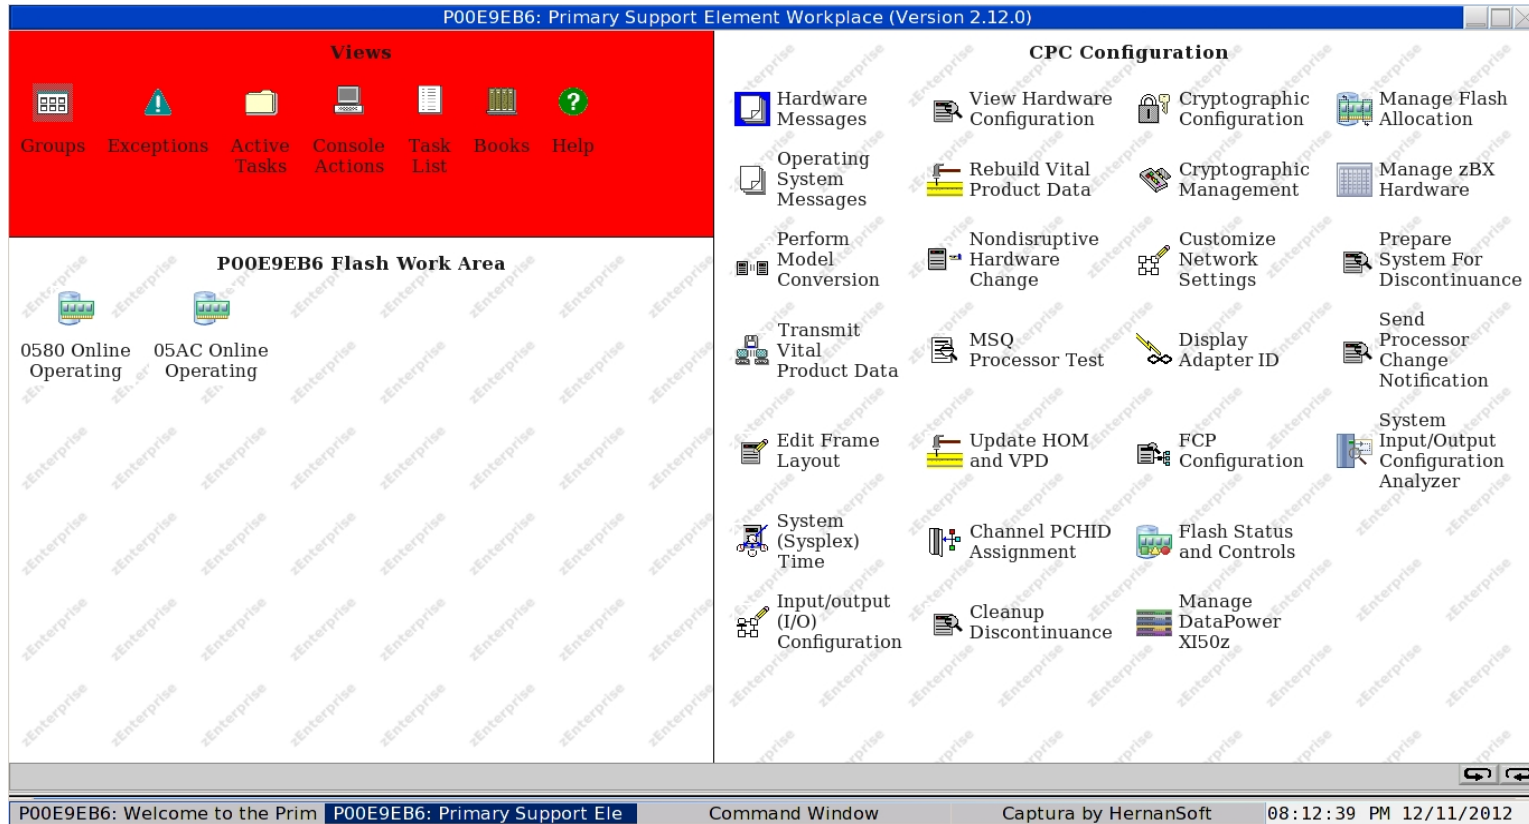 P00E9EB6: Primary Support Element Workplace (Version 2.12.0)
Views
Groups
Exceptions
Active
Tasks
Console
Actions
Task
List
Books
Help
P00E9EB6 Flash Work Area
0580 Online
Operating
05AC Online
Operating
CPC Configuration
Hardware
Messages
View Hardware
Configuration
Cryptographic
Configuration
Manage Flash
Allocation
Operating
System
Messages
Rebuild Vital
Product Data
Cryptographic
Management
Manage zBX
Hardware
Perform
Model
Conversion
Nondisruptive
Hardware
Change
Customize
Network
Settings
Prepare
System For
Discontinuance
Transmit
Vital
Product Data
MSQ
Processor Test
Display
Adapter ID
Send
Processor
Change
Notification
Edit Frame
Layout
Update HOM
and VPD
FCP
Configuration
System
Input/Output
Configuration
Analyzer
System
(Sysplex)
Time
Channel PCHID
Assignment
Flash Status
and Controls
Input/output
(I/O)
Configuration
Cleanup
Discontinuance
Manage
DataPower
XI50z
zEnterprise
P00E9EB6: Welcome to the Prim
P00E9EB6: Primary Support Ele
Command Window
Captura by HernanSoft
08:12:39 PM 12/11/2012